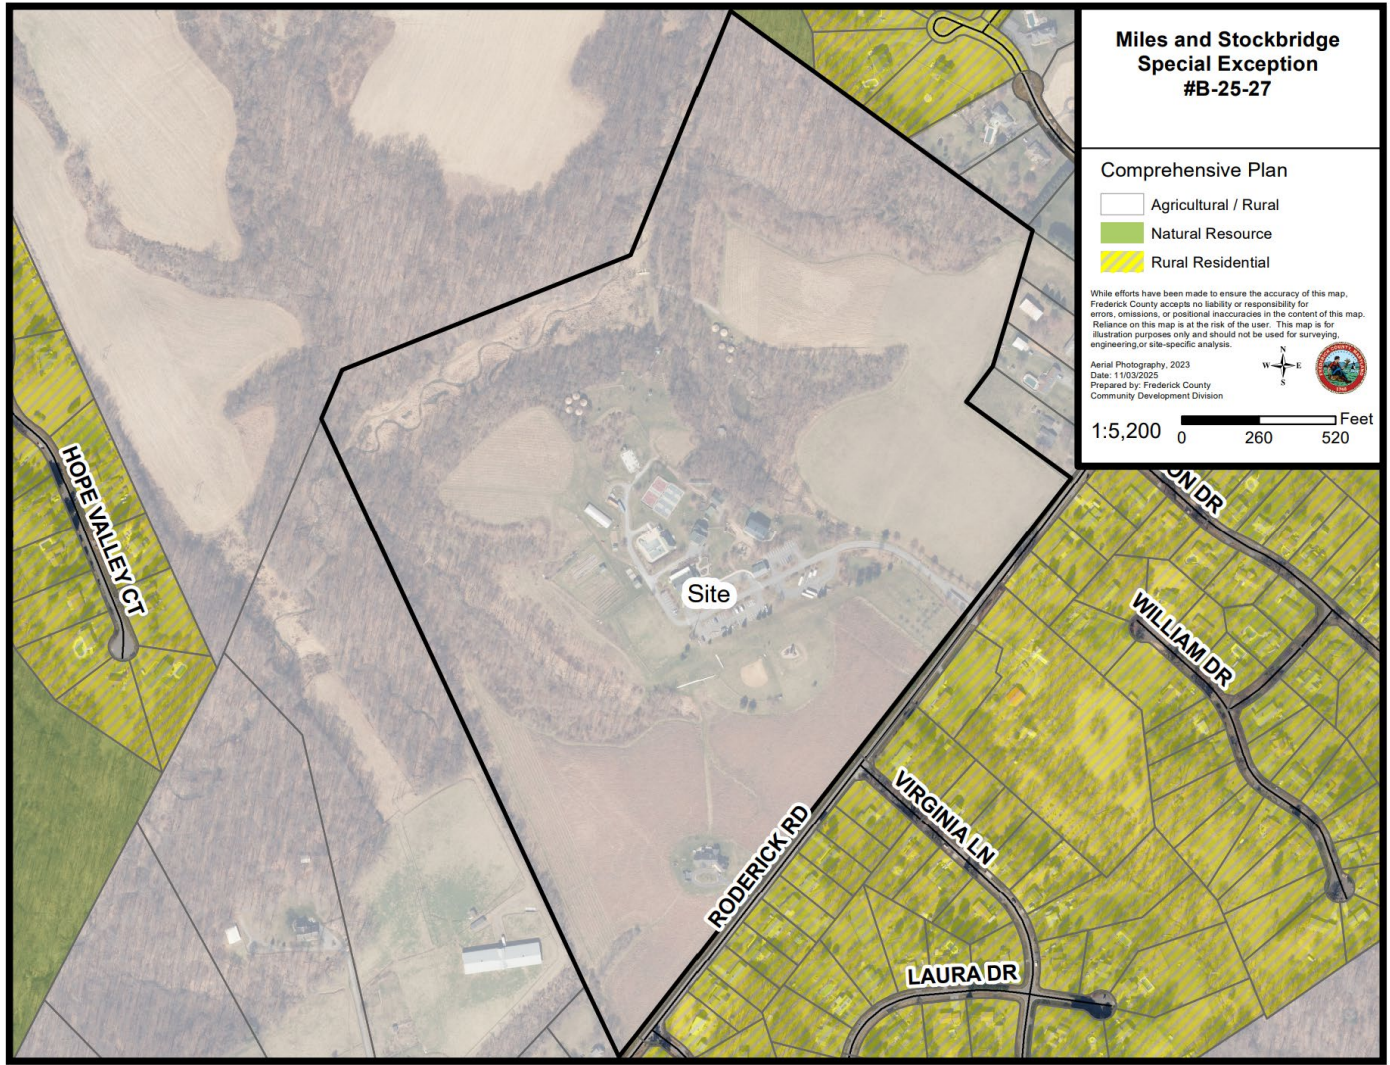 Miles and Stockbridge
Special Exception
#B-25-27
Comprehensive Plan
Agricultural / Rural
Natural Resource
Rural Residential
While efforts have been made to ensure the accuracy of this map,
Frederick County accepts no liability or responsibility for
errors, omissions, or positional inaccuracies in the content of this map.
Reliance on this map is at the risk of the user. This map is for
illustration purposes only and should not be used for surveying,
engineering,or site-specific analysis.
Aerial Photography, 2023
Date: 11/03/2025
Prepared by: Frederick County
Community Development Division
N
W E
S
1:5,200
0 260 520 Feet
HOPE VALLEY CT
Site
ON DR
WILLIAM DR
VIRGINIA LN
RODERICK RD
LAURA DR